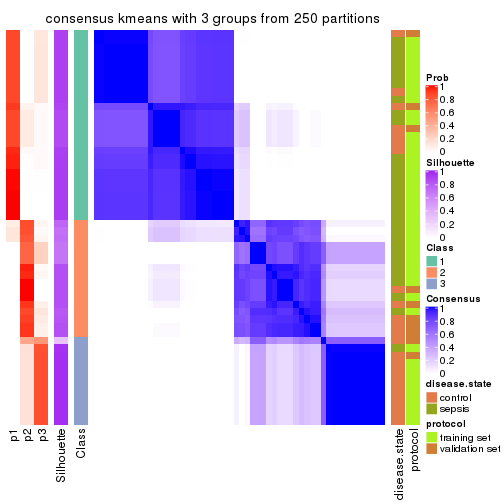 consensus kmeans with 3 groups from 250 partitions
Prob
1
0.8
0.6
0.4
0.2
0
Silhouette
1
0.8
0.6
0.4
0.2
0
Class
1
2
3
Consensus
1
0.8
0.6
0.4
0.2
0
disease.state
control
sepsis
protocol
training set
validation set
p1
p2
p3
Silhouette
Class
disease.state
protocol